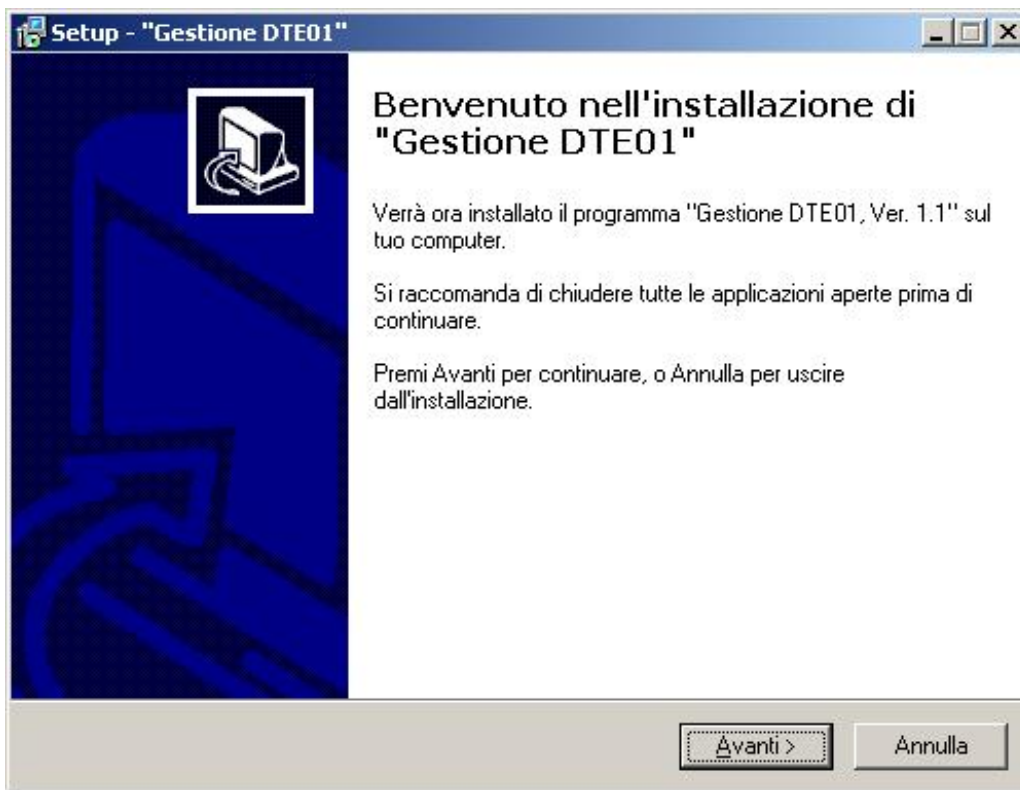 Setup - "Gestione DTE01"
Benvenuto nell'installazione di
"Gestione DTE01"
Verrà ora installato il programma "Gestione DTE01, Ver. 1.1" sul
tuo computer.
Si raccomanda di chiudere tutte le applicazioni aperte prima di
continuare.
Premi Avanti per continuare, o Annulla per uscire
dall'installazione.
Avanti >
Annulla